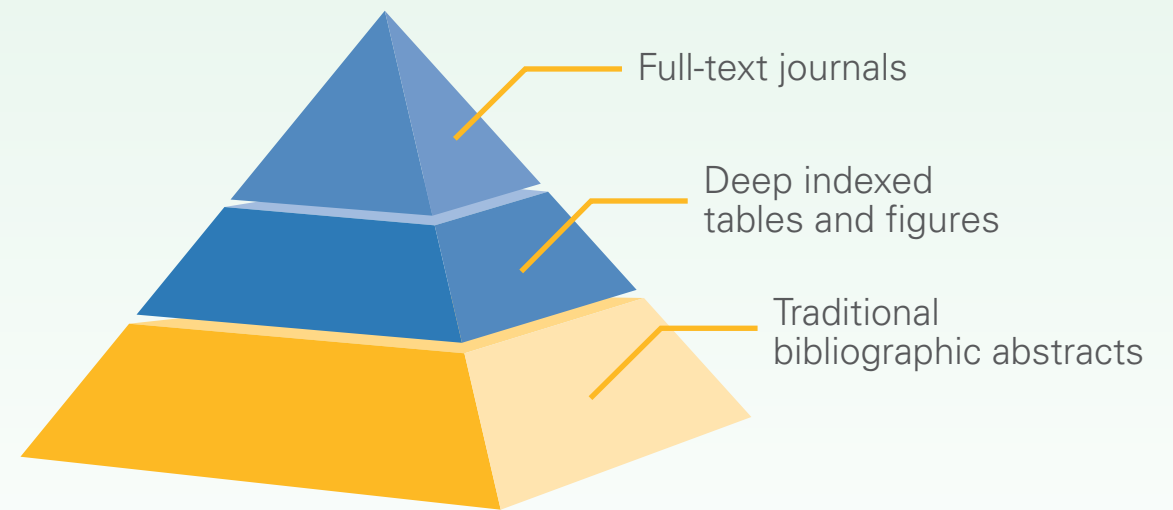 Full-text journals
Deep indexed
tables and figures
Traditional
bibliographic abstracts